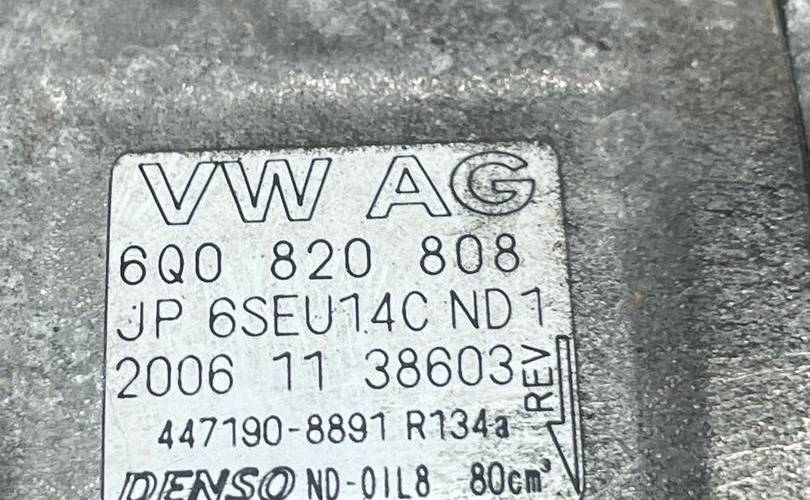 VW AG
6Q0 820 808
JP 6SEU14C ND1
2006 11 38603
REV
447190-8891 R134a
DENSO ND-OIL8 80cm³